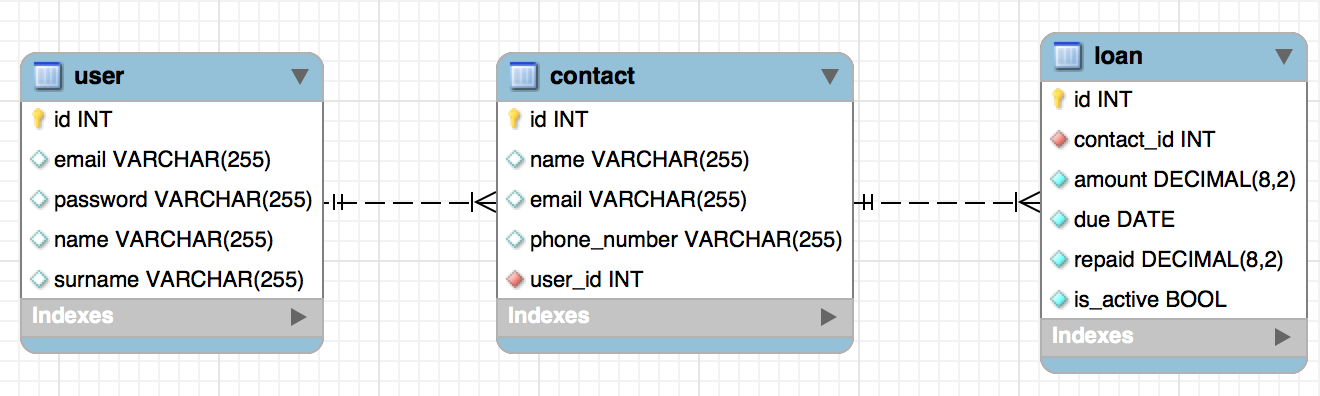 user
id INT
email VARCHAR(255)
password VARCHAR(255)
name VARCHAR(255)
surname VARCHAR(255)
Indexes
contact
id INT
name VARCHAR(255)
email VARCHAR(255)
phone_number VARCHAR(255)
user_id INT
Indexes
loan
id INT
contact_id INT
amount DECIMAL(8,2)
due DATE
repaid DECIMAL(8,2)
is_active BOOL
Indexes